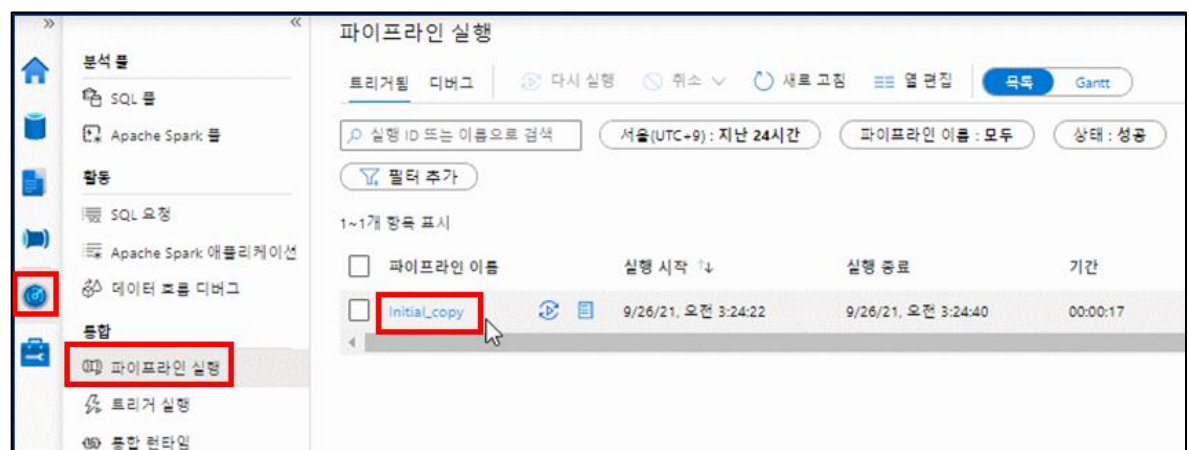 분석 풀
SQL 풀
Apache Spark 풀
활동
SQL 요청
Apache Spark 애플리케이션
데이터 흐름 디버그
통합
파이프라인 실행
트리거 실행
통합 런타임
파이프라인 실행
트리거됨 디버그 다시 실행 취소 새로 고침 열 편집 목록 Gantt
실행 ID 또는 이름으로 검색 서울(UTC+9) : 지난 24시간 파이프라인 이름 : 모두 상태 : 성공
필터 추가
1~1개 항목 표시
파이프라인 이름 실행 시작 실행 종료 기간
Initial_copy 9/26/21, 오전 3:24:22 9/26/21, 오전 3:24:40 00:00:17